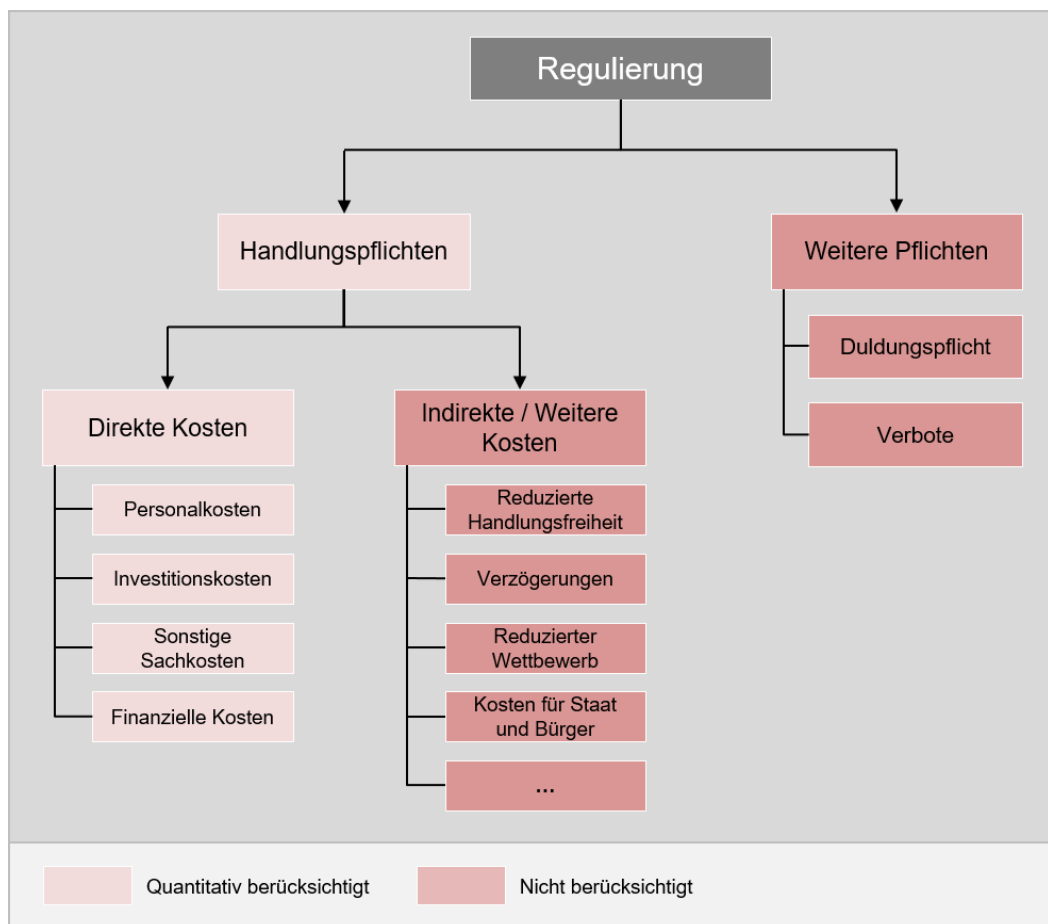 Regulierung
Handlungspflichten
Weitere Pflichten
Duldungspflicht
Verbote
Direkte Kosten
Indirekte / Weitere
Kosten
Personalkosten
Investitionskosten
Sonstige
Sachkosten
Finanzielle Kosten
Reduzierte
Handlungsfreiheit
Verzögerungen
Reduzierter
Wettbewerb
Kosten für Staat
und Bürger
...
Quantitativ berücksichtigt
Nicht berücksichtigt